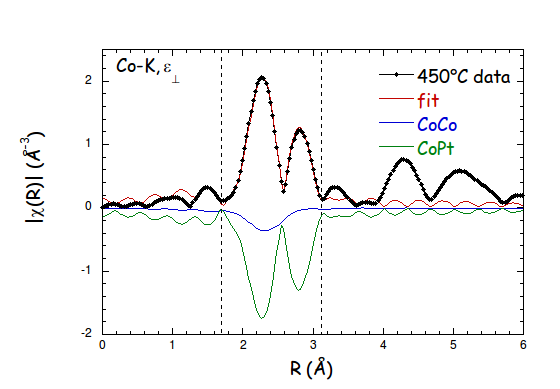 Co-K, ε⊥
450°C data
fit
CoCo
CoPt
|χ(R)| (Å⁻³)
2
1
0
-1
-2
0 1 2 3 4 5 6
R (Å)